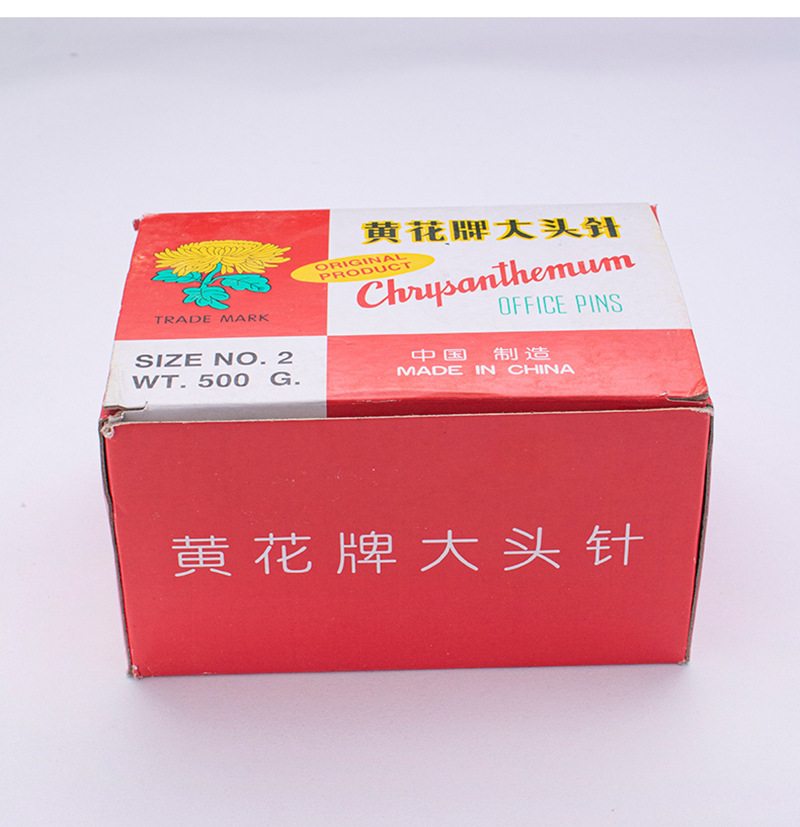 黄花牌大头针
ORIGINAL
PRODUCT
Chrysanthemum
OFFICE PINS
TRADE MARK
SIZE NO. 2
WT. 500 G.
中国 制造
MADE IN CHINA
黄花牌大头针